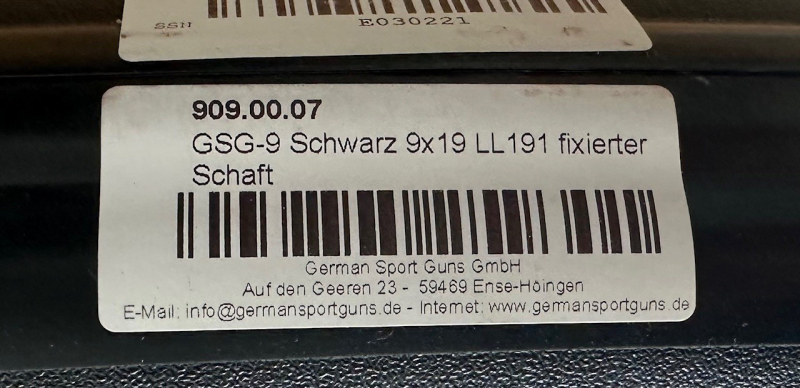 SSH
E030221
909.00.07
GSG-9 Schwarz 9x19 LL191 fixierter
Schaft
German Sport Guns GmbH
Auf den Geeren 23 - 59469 Ense-Höingen
E-Mail: info@germansportguns.de - Internet: www.germansportguns.de